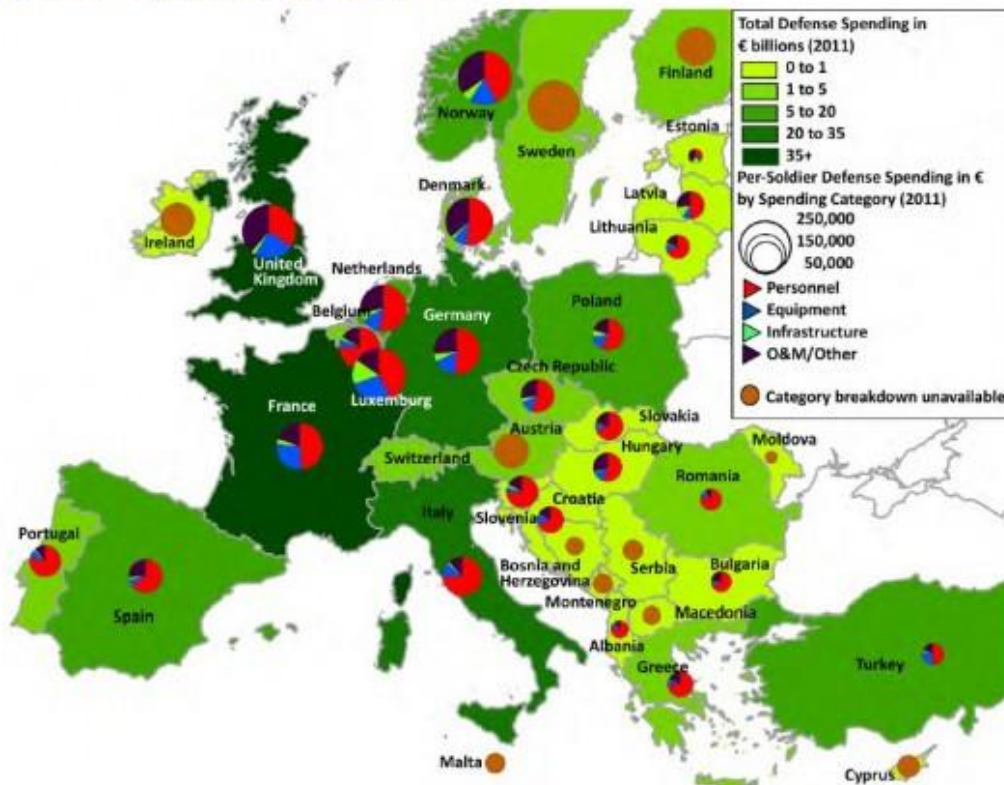 Total Defense Spending in
€ billions (2011)
0 to 1
1 to 5
5 to 20
20 to 35
35+
Per-Soldier Defense Spending in €
by Spending Category (2011)
250,000
150,000
50,000
Personnel
Equipment
Infrastructure
O&M/Other
Category breakdown unavailable
Finland
Norway
Sweden
Estonia
Denmark
Latvia
Lithuania
Ireland
United
Kingdom
Netherlands
Belgium
Germany
Poland
Luxemburg
Czech Republic
France
Slovakia
Austria
Hungary
Moldova
Switzerland
Romania
Italy
Croatia
Slovenia
Portugal
Bosnia and
Herzegovina
Serbia
Bulgaria
Spain
Montenegro
Macedonia
Albania
Greece
Turkey
Malta
Cyprus